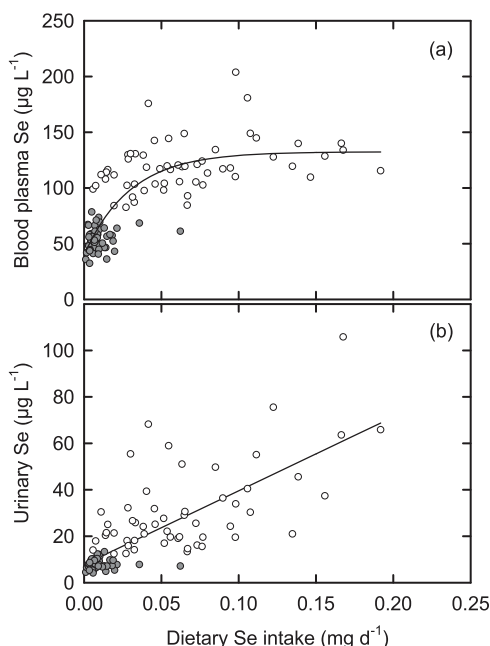 250
(a)
200
150
100
50
0
Blood plasma Se (µg L⁻¹)
(b)
100
80
60
40
20
0
Urinary Se (µg L⁻¹)
0.00 0.05 0.10 0.15 0.20 0.25
Dietary Se intake (mg d⁻¹)